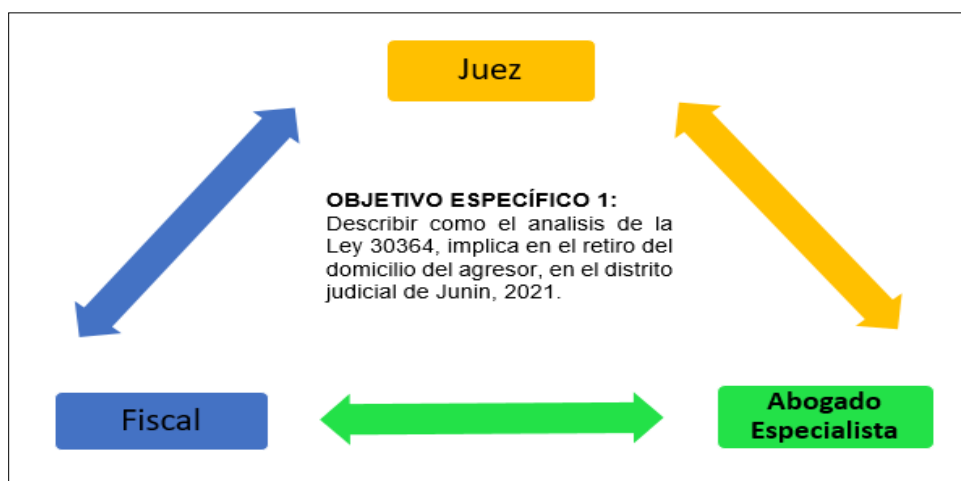 Juez
OBJETIVO ESPECÍFICO 1:
Describir como el analisis de la
Ley 30364, implica en el retiro del
domicilio del agresor, en el distrito
judicial de Junin, 2021.
Fiscal
Abogado
Especialista